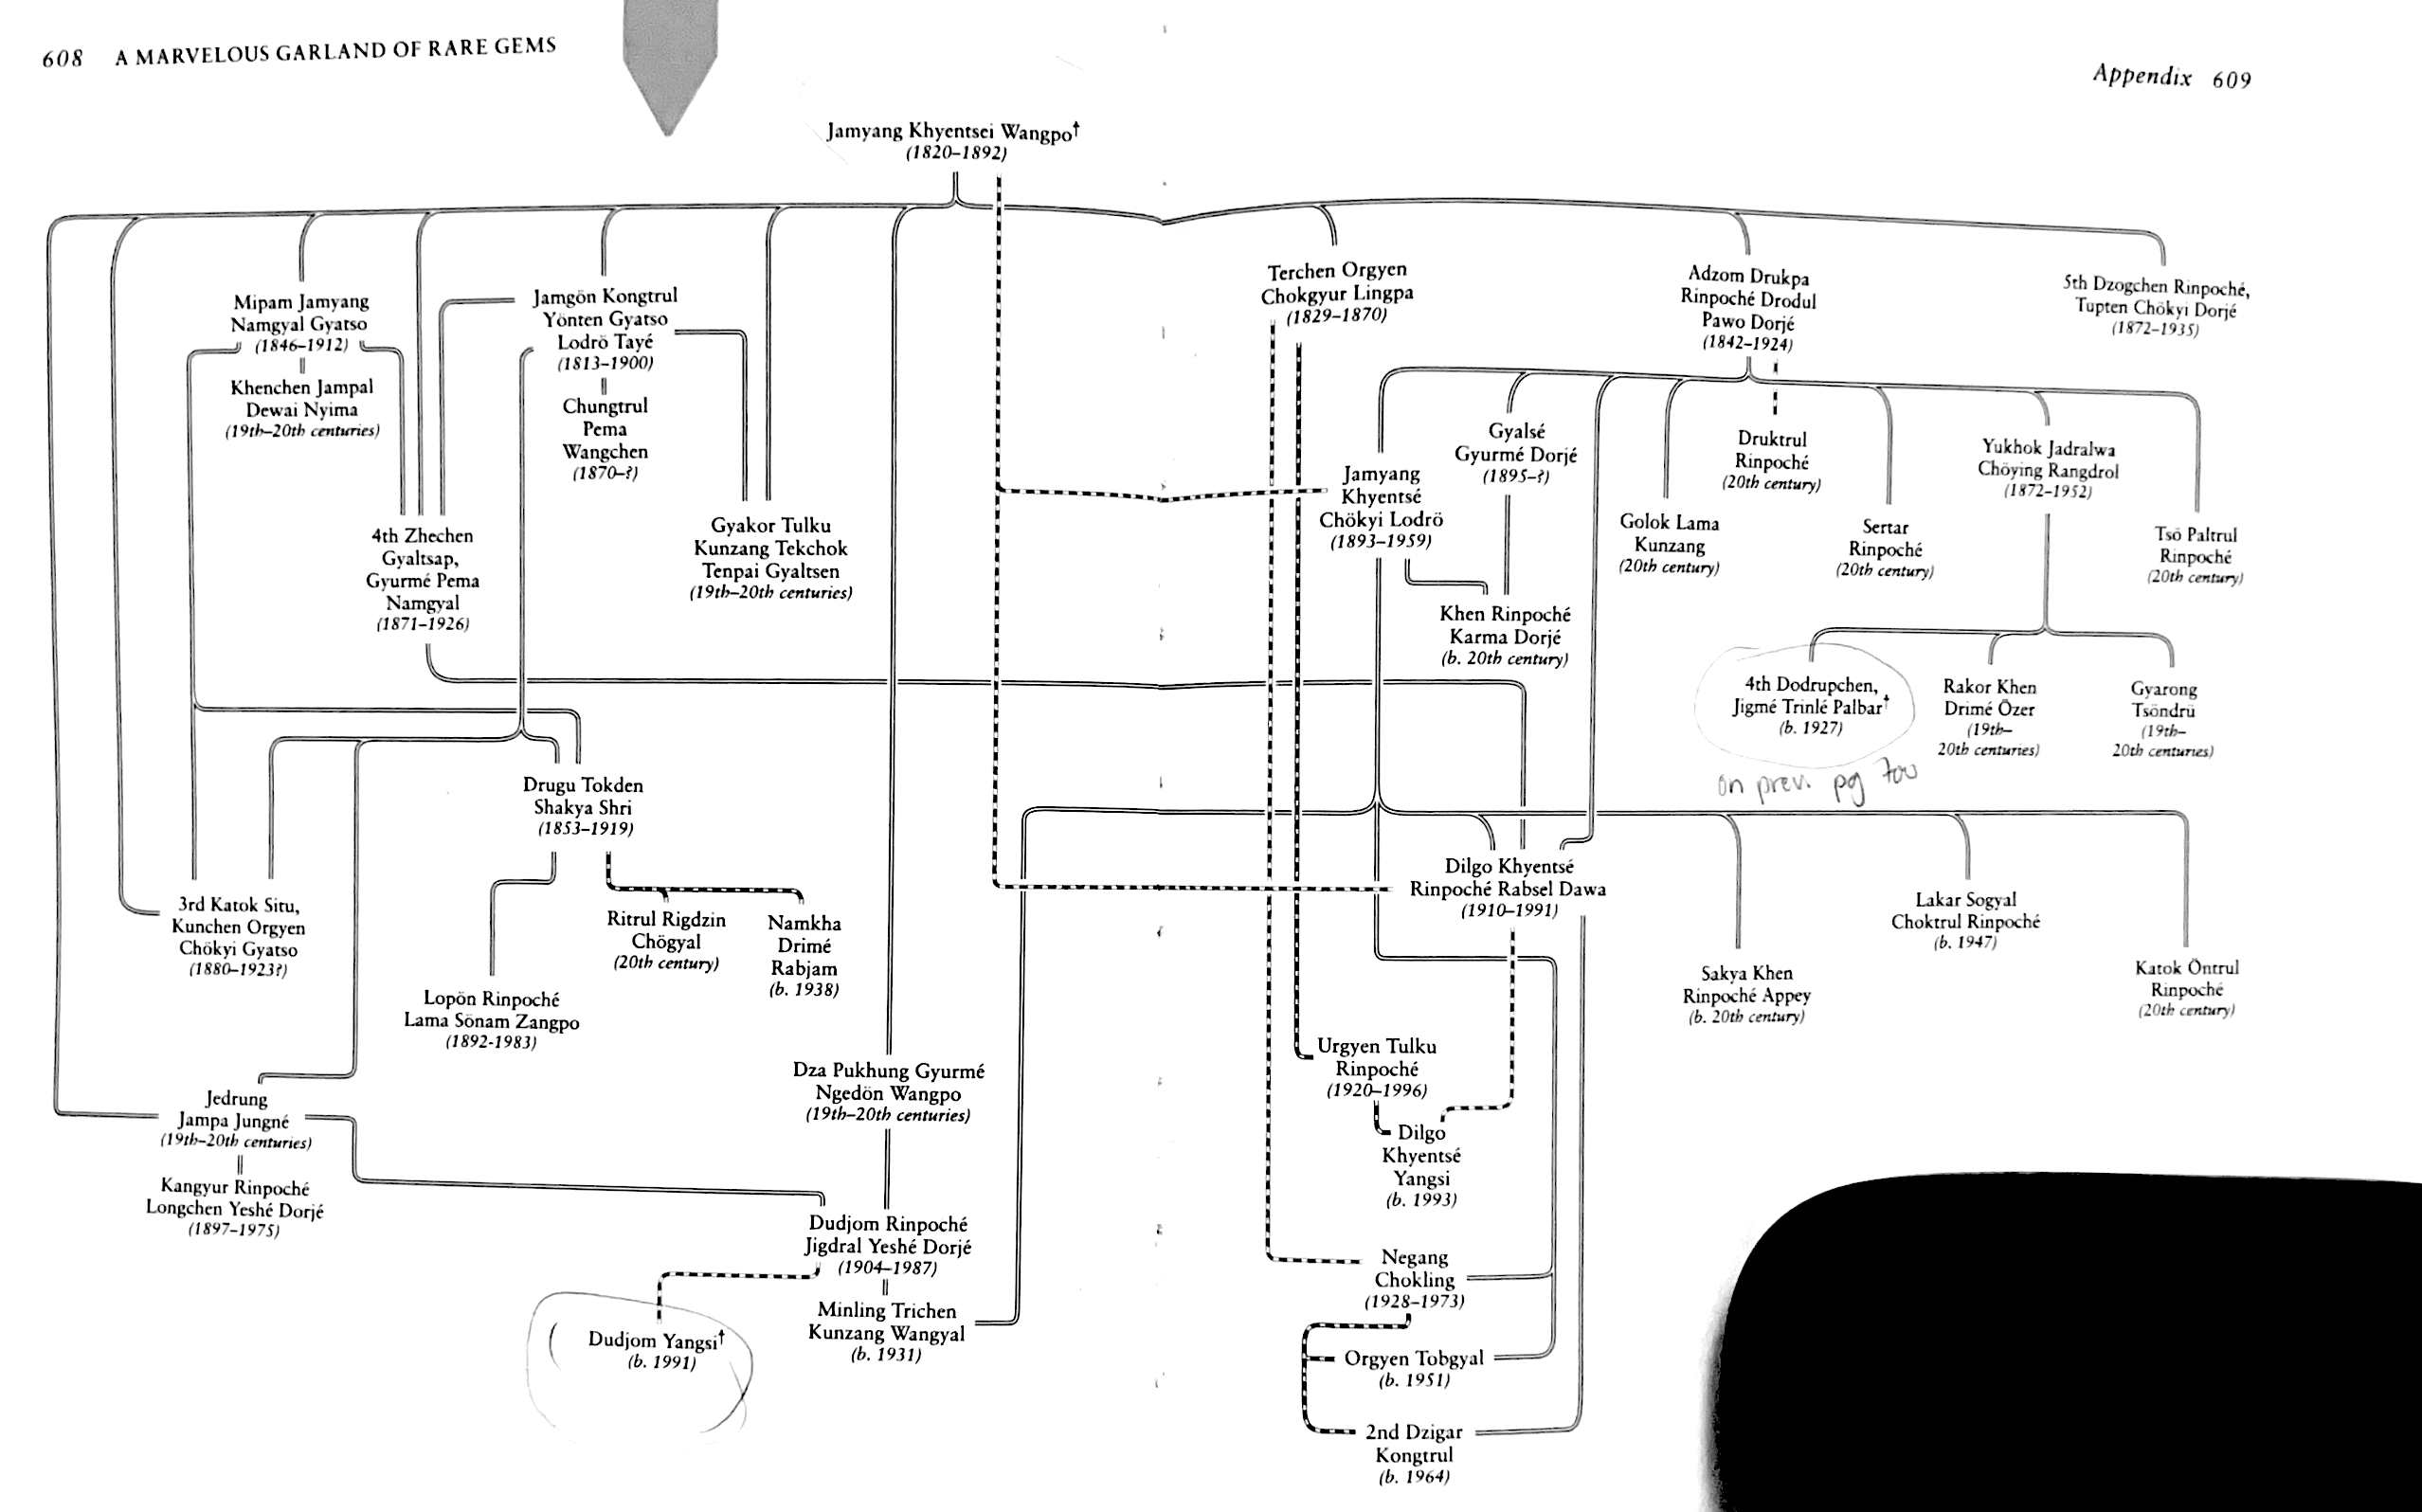 608 A MARVELOUS GARLAND OF RARE GEMS
Appendix 609
Jamyang Khyentsei Wangpo†
(1820–1892)
Mipam Jamyang
Namgyal Gyatso
(1846–1912)
Khenchen Jampal
Dewai Nyima
(19th–20th centuries)
Jamgön Kongtrul
Yönten Gyatso
Lodrö Tayé
(1813–1900)
Chungtrul
Pema
Wangchen
(1870–?)
Terchen Orgyen
Chokgyur Lingpa
(1829–1870)
Adzom Drukpa
Rinpoché Drodul
Pawo Dorjé
(1842–1924)
5th Dzogchen Rinpoché,
Tupten Chökyi Dorjé
(1872–1935)
4th Zhechen
Gyaltsap,
Gyurmé Pema
Namgyal
(1871–1926)
Gyakor Tulku
Kunzang Tekchok
Tenpai Gyaltsen
(19th–20th centuries)
Jamyang
Khyentsé
Chökyi Lodrö
(1893–1959)
Gyalsé
Gyurmé Dorjé
(1895–?)
Khen Rinpoché
Karma Dorjé
(b. 20th century)
Golok Lama
Kunzang
(20th century)
Druktrul
Rinpoché
(20th century)
Sertar
Rinpoché
(20th century)
Yukhok Jadralwa
Chöying Rangdrol
(1872–1952)
Tsö Paltrul
Rinpoché
(20th century)
4th Dodrupchen,
Jigmé Trinlé Palbar†
(b. 1927)
Rakor Khen
Drimé Özer
(19th–
20th centuries)
Gyarong
Tsöndrü
(19th–
20th centuries)
on prev. pg too
Drugu Tokden
Shakya Shri
(1853–1919)
3rd Katok Situ,
Kunchen Orgyen
Chökyi Gyatso
(1880–1923?)
Lopön Rinpoché
Lama Sönam Zangpo
(1892-1983)
Ritrul Rigdzin
Chögyal
(20th century)
Namkha
Drimé
Rabjam
(b. 1938)
Dilgo Khyentsé
Rinpoché Rabsel Dawa
(1910–1991)
Sakya Khen
Rinpoché Appey
(b. 20th century)
Lakar Sogyal
Choktrul Rinpoché
(b. 1947)
Katok Öntrul
Rinpoché
(20th century)
Jedrung
Jampa Jungné
(19th–20th centuries)
Kangyur Rinpoché
Longchen Yeshé Dorjé
(1897–1975)
Dza Pukhung Gyurmé
Ngedön Wangpo
(19th–20th centuries)
Dudjom Rinpoché
Jigdral Yeshé Dorjé
(1904–1987)
Dudjom Yangsi†
(b. 1991)
Minling Trichen
Kunzang Wangyal
(b. 1931)
Urgyen Tulku
Rinpoché
(1920–1996)
Dilgo
Khyentsé
Yangsi
(b. 1993)
Negang
Chokling
(1928–1973)
Orgyen Tobgyal
(b. 1951)
2nd Dzigar
Kongtrul
(b. 1964)